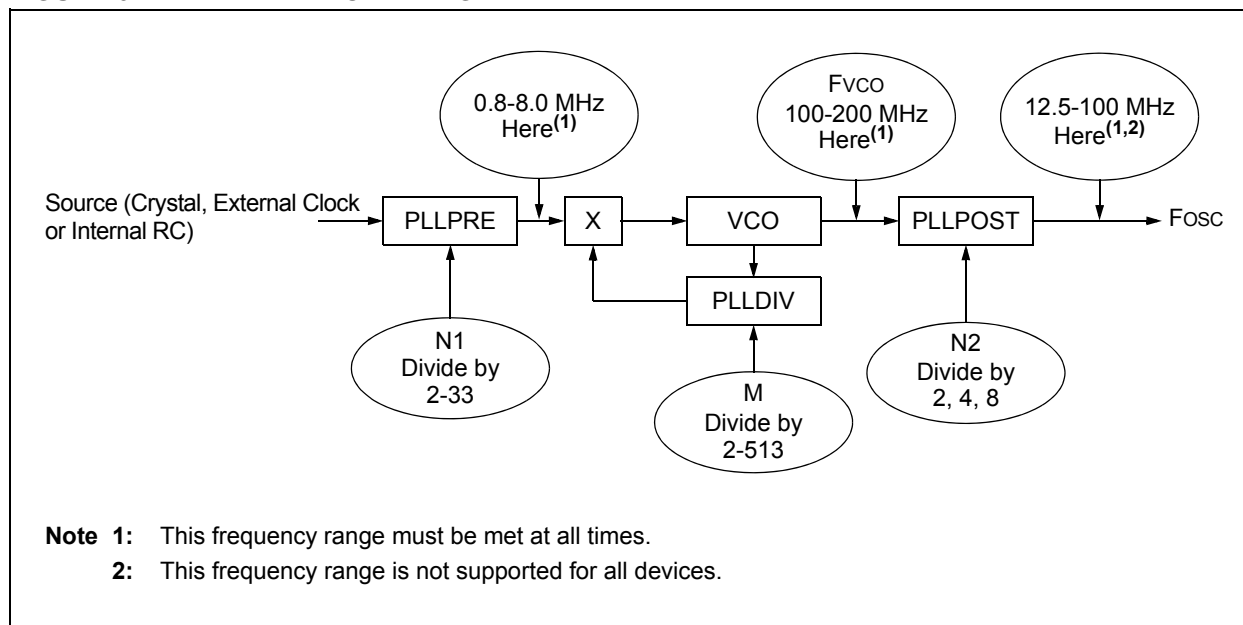 0.8-8.0 MHz
Here(1)
FVCO
100-200 MHz
Here(1)
12.5-100 MHz
Here(1,2)
Source (Crystal, External Clock
or Internal RC)
PLLPRE
X
VCO
PLLPOST
FOSC
PLLDIV
N1
Divide by
2-33
M
Divide by
2-513
N2
Divide by
2, 4, 8
Note 1: This frequency range must be met at all times.
2: This frequency range is not supported for all devices.